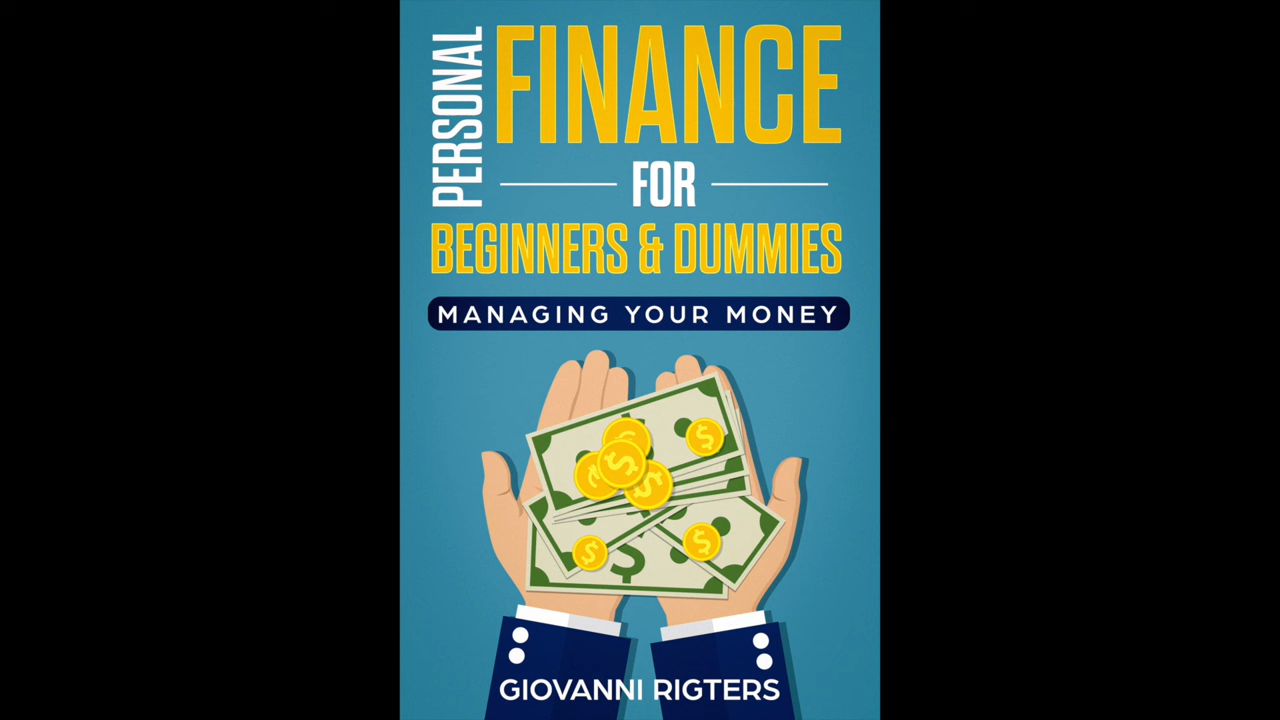 PERSONAL
FINANCE
FOR
BEGINNERS & DUMMIES
MANAGING YOUR MONEY
GIOVANNI RIGTERS